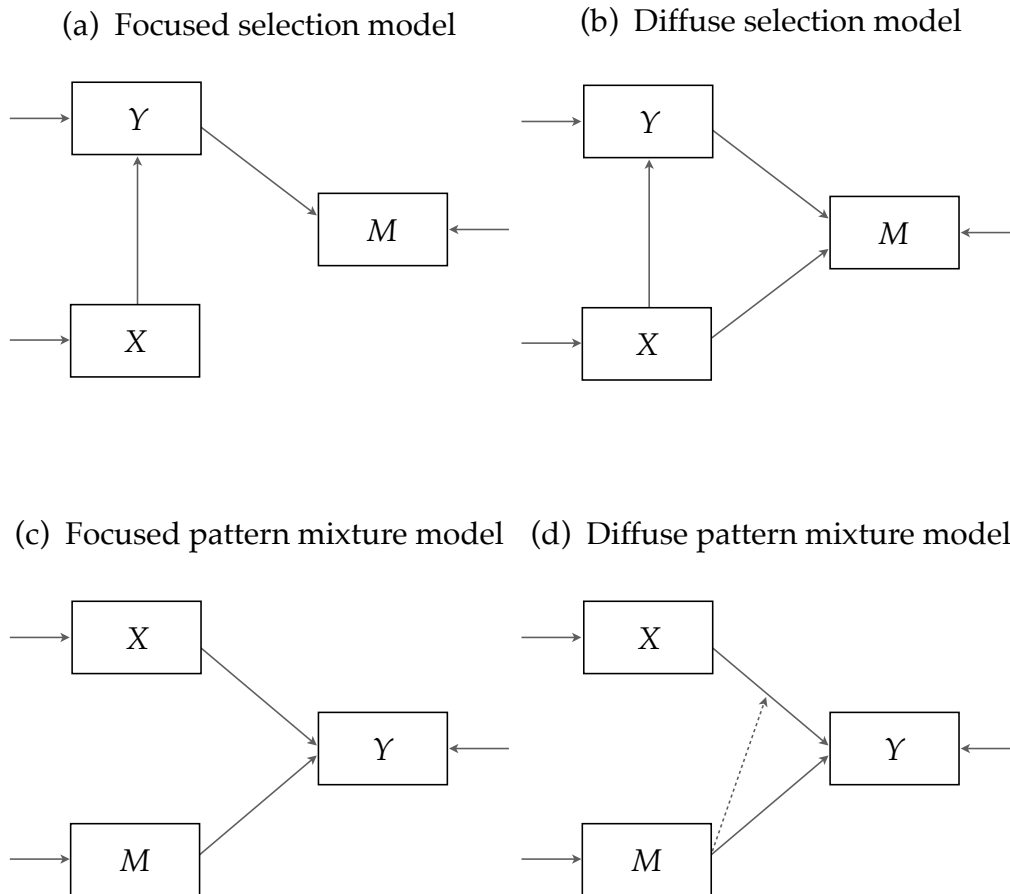 (a) Focused selection model
(b) Diffuse selection model
Y
Y
M
M
X
X
(c) Focused pattern mixture model
(d) Diffuse pattern mixture model
X
X
Y
Y
M
M